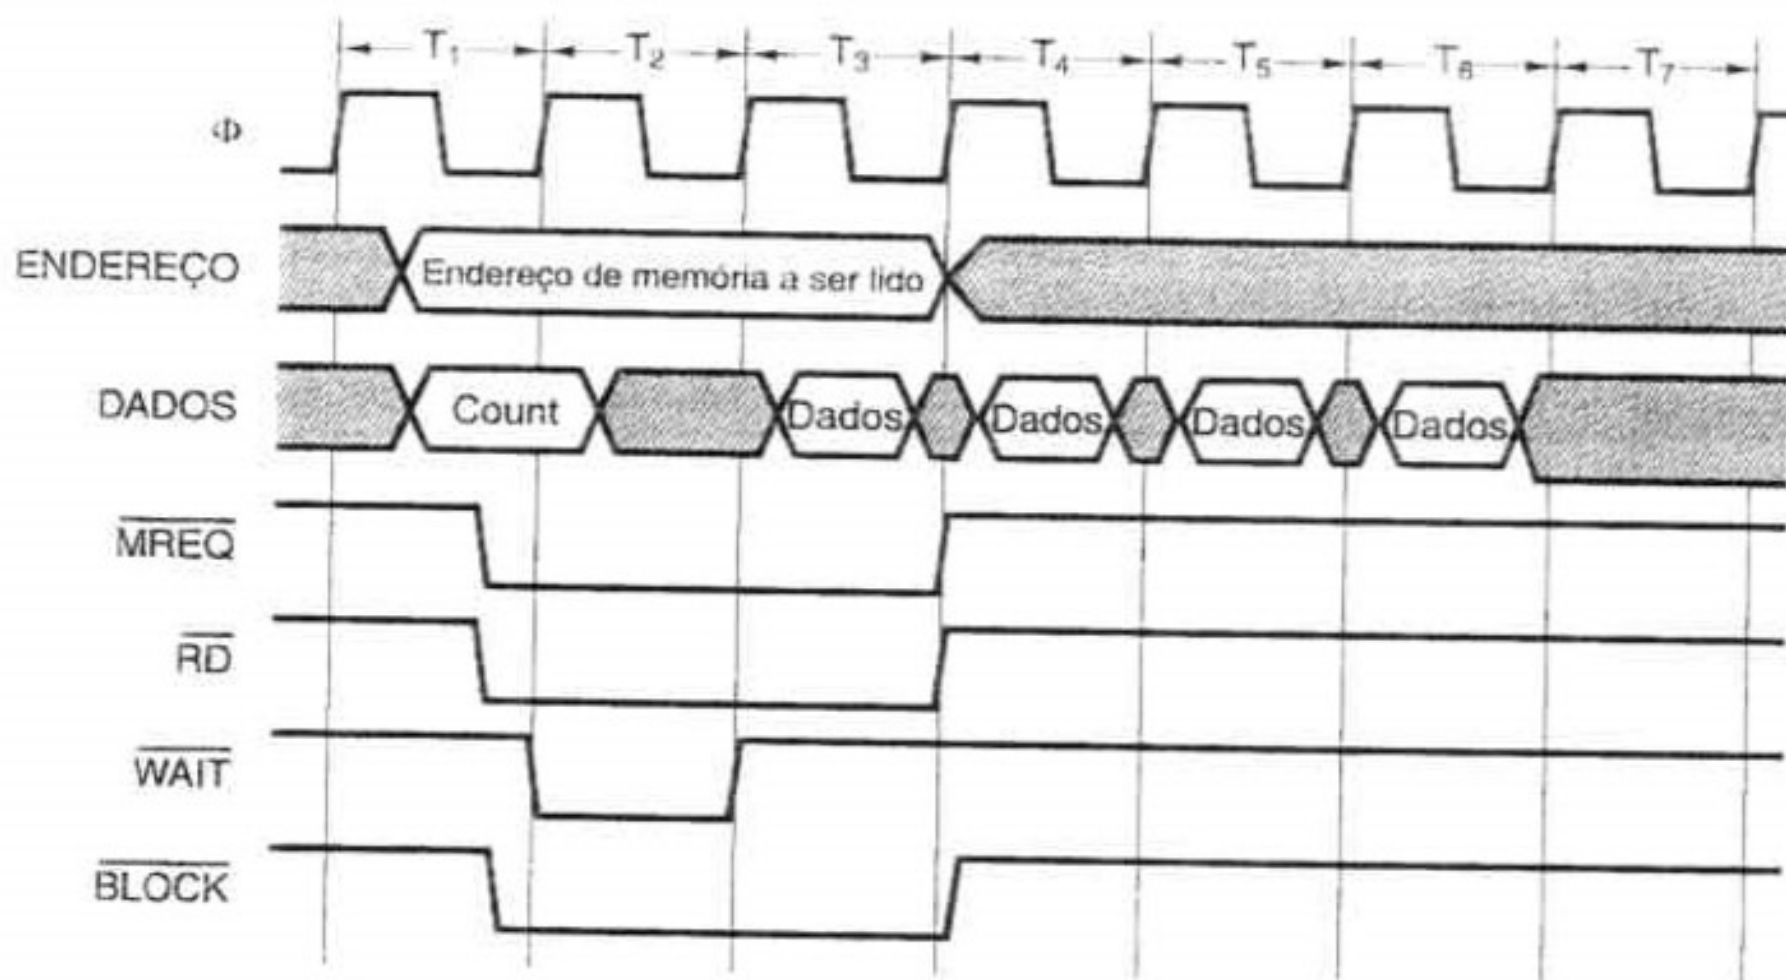 T₁ T₂ T₃ T₄ T₅ T₆ T₇
Φ
ENDEREÇO
Endereço de memória a ser lido
DADOS
Count Dados Dados Dados Dados
MREQ
RD
WAIT
BLOCK